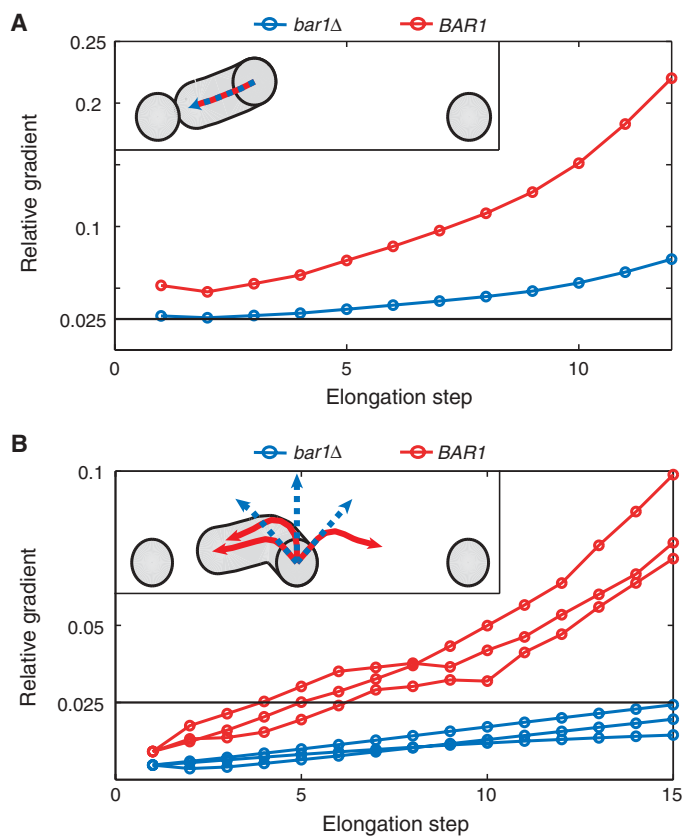 A
bar1Δ BAR1
0.25
0.2
0.1
0.025
Relative gradient
0 5 10
Elongation step
B
bar1Δ BAR1
0.1
0.05
0.025
Relative gradient
0 5 10 15
Elongation step